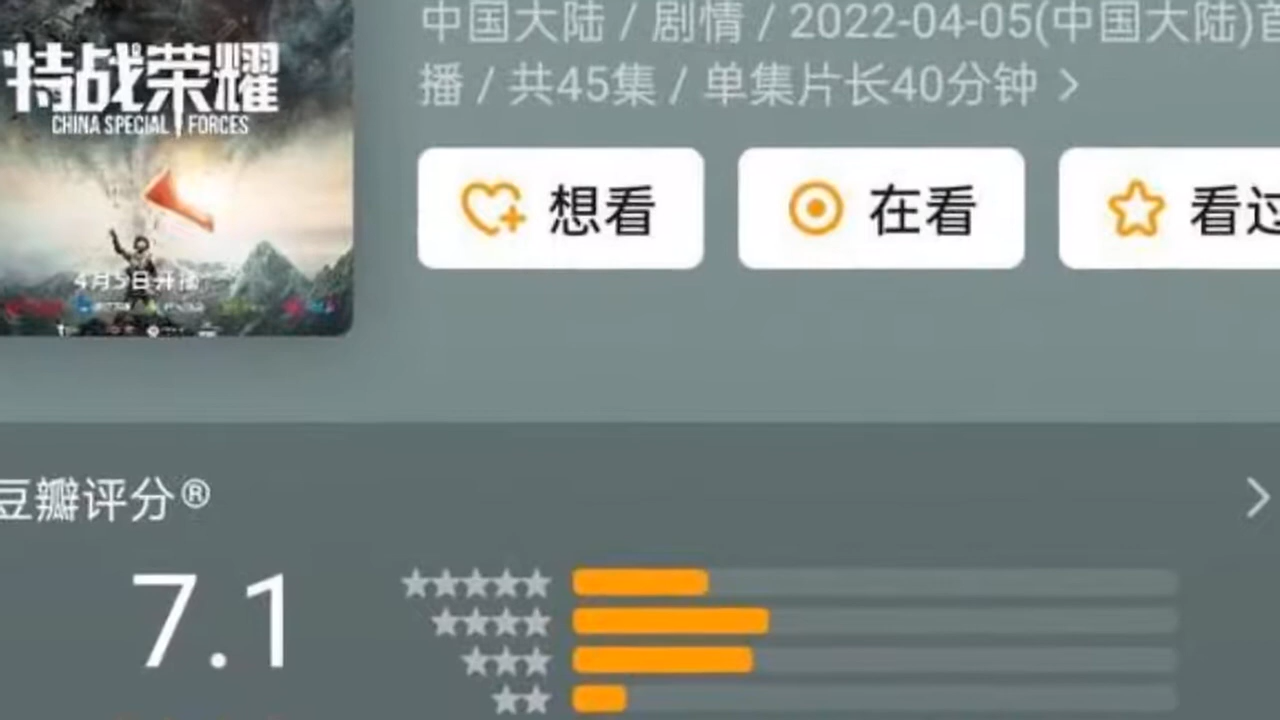 中国大陆 / 剧情 / 2022-04-05(中国大陆)首
播 / 共45集 / 单集片长40分钟 >
特战荣耀
CHINA SPECIAL FORCES
4月5日开播
想看
在看
看过
豆瓣评分®
7.1